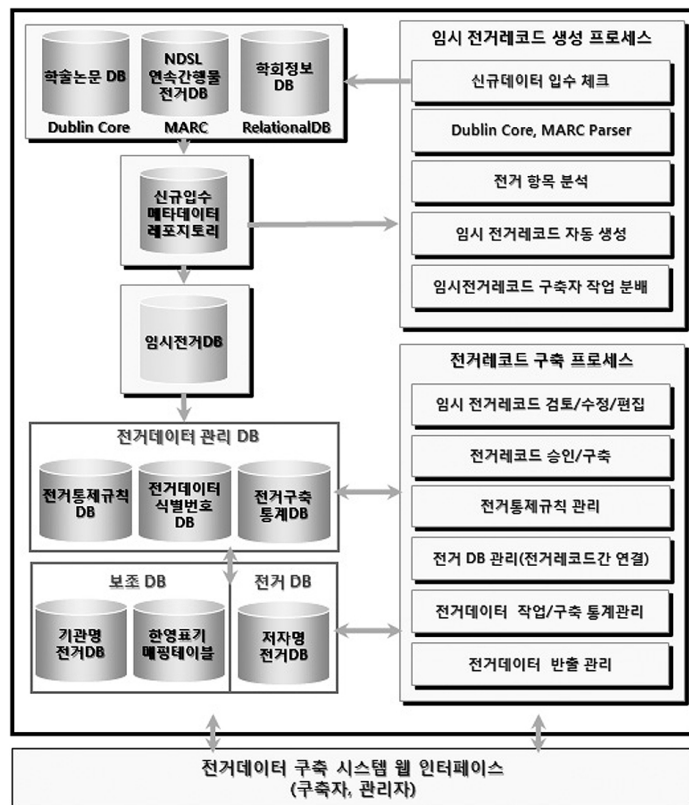 학술논문 DB
NDSL
연속간행물
전거DB
학회정보
DB
Dublin Core
MARC
RelationalDB
신규입수
메타데이터
레포지토리
임시전거DB
전거데이터 관리 DB
전거통제규칙
DB
전거데이터
식별번호
DB
전거구축
통계DB
보조 DB
기관명
전거DB
한영표기
매핑테이블
전거 DB
저자명
전거DB
임시 전거레코드 생성 프로세스
신규데이터 입수 체크
Dublin Core, MARC Parser
전거 항목 분석
임시 전거레코드 자동 생성
임시전거레코드 구축자 작업 분배
전거레코드 구축 프로세스
임시 전거레코드 검토/수정/편집
전거레코드 승인/구축
전거통제규칙 관리
전거 DB 관리(전거레코드간 연결)
전거데이터 작업/구축 통계관리
전거데이터 반출 관리
전거데이터 구축 시스템 웹 인터페이스
(구축자, 관리자)